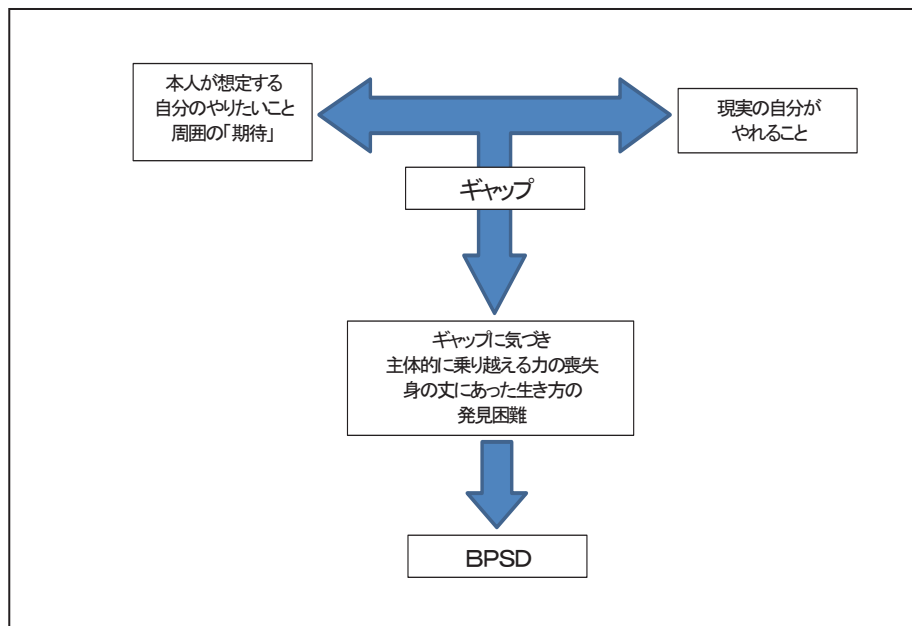 本人が想定する
自分のやりたいこと
周囲の「期待」
現実の自分が
やれること
ギャップ
ギャップに気づき
主体的に乗り越える力の喪失
身の丈にあった生き方の
発見困難
BPSD